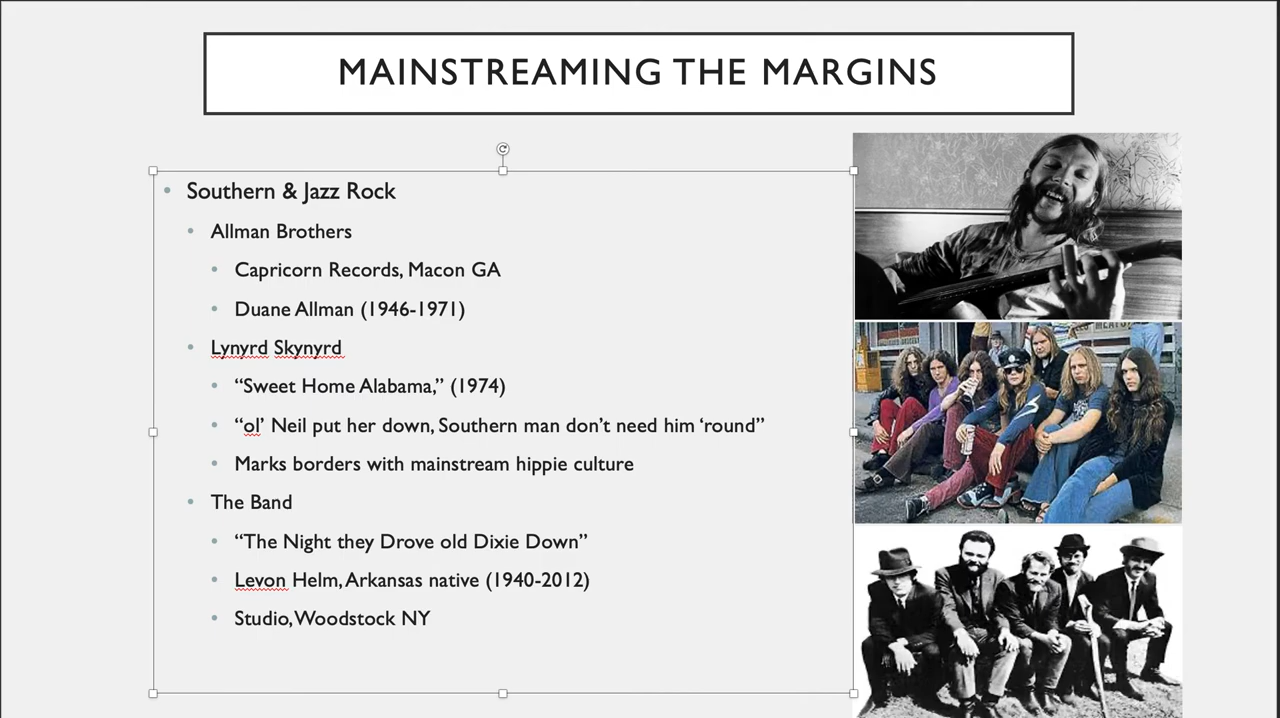 MAINSTREAMING THE MARGINS
• Southern & Jazz Rock
• Allman Brothers
• Capricorn Records, Macon GA
• Duane Allman (1946-1971)
• Lynyrd Skynyrd
• “Sweet Home Alabama,” (1974)
• “ol’ Neil put her down, Southern man don’t need him ‘round”
• Marks borders with mainstream hippie culture
• The Band
• “The Night they Drove old Dixie Down”
• Levon Helm, Arkansas native (1940-2012)
• Studio, Woodstock NY